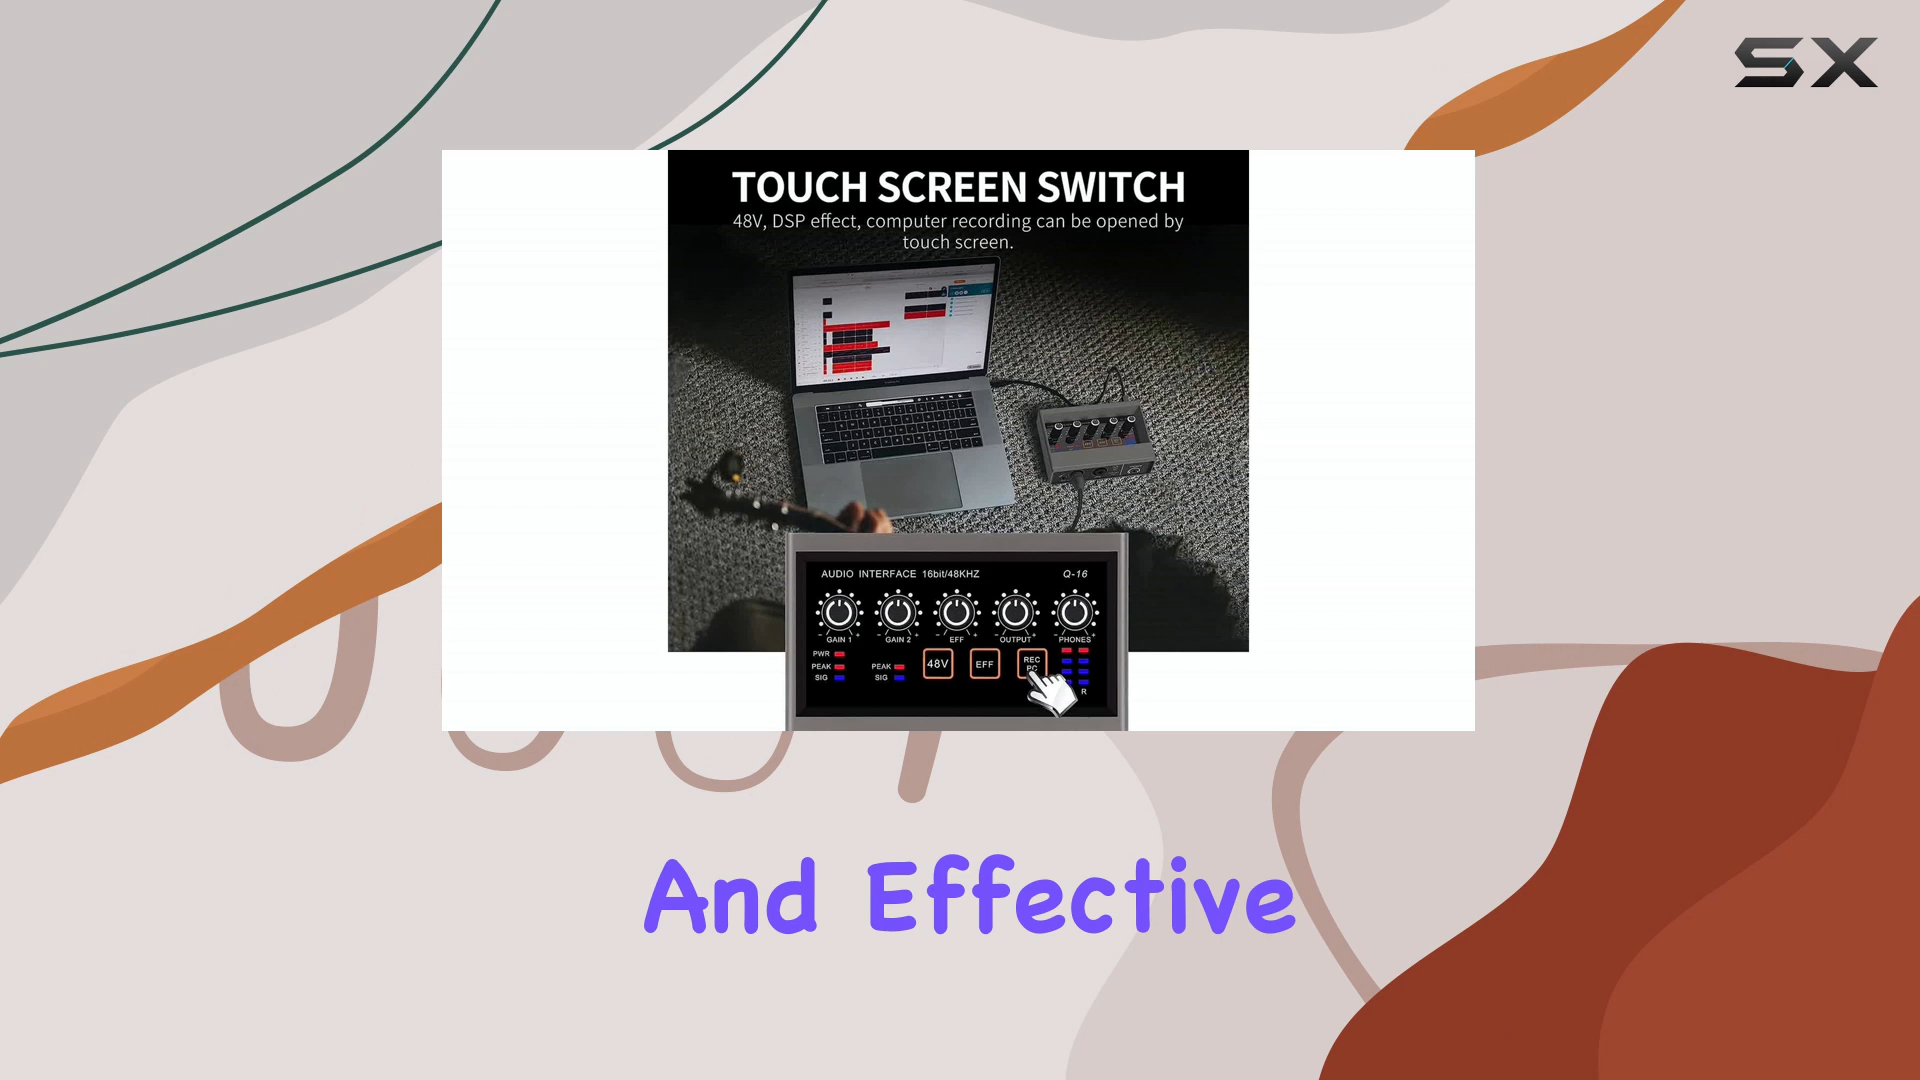 SX
TOUCH SCREEN SWITCH
48V, DSP effect, computer recording can be opened by
touch screen.
AUDIO INTERFACE 16bit/48KHZ Q-16
GAIN 1 GAIN 2 EFF OUTPUT PHONES
PWR
PEAK PEAK
SIG SIG
48V EFF REC
PC
R
And Effective